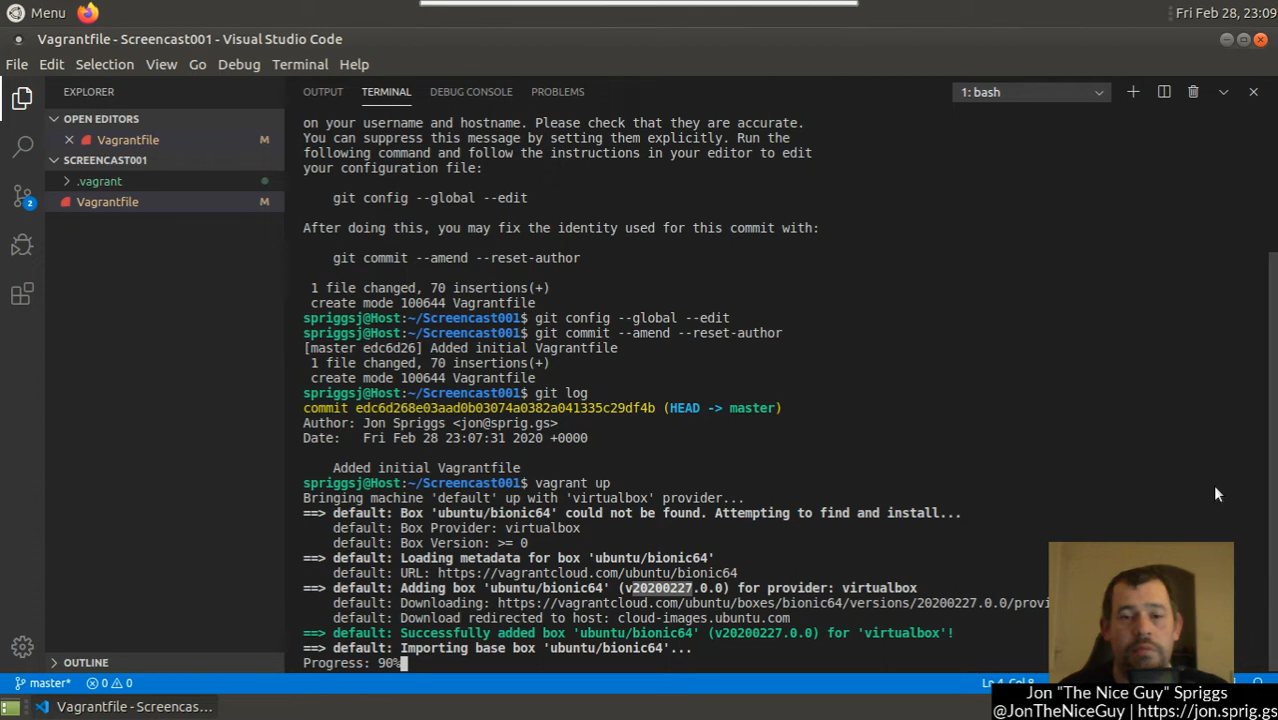 Menu
Fri Feb 28, 23:09
Vagrantfile - Screencast001 - Visual Studio Code
File Edit Selection View Go Debug Terminal Help
EXPLORER
OUTPUT TERMINAL DEBUG CONSOLE PROBLEMS
1: bash
OPEN EDITORS
Vagrantfile M
SCREENCAST001
.vagrant
Vagrantfile M
2
on your username and hostname. Please check that they are accurate.
You can suppress this message by setting them explicitly. Run the
following command and follow the instructions in your editor to edit
your configuration file:
git config --global --edit
After doing this, you may fix the identity used for this commit with:
git commit --amend --reset-author
1 file changed, 70 insertions(+)
create mode 100644 Vagrantfile
spriggsj@Host:~/Screencast001$ git config --global --edit
spriggsj@Host:~/Screencast001$ git commit --amend --reset-author
[master edc6d26] Added initial Vagrantfile
1 file changed, 70 insertions(+)
create mode 100644 Vagrantfile
spriggsj@Host:~/Screencast001$ git log
commit edc6d268e03aad0b03074a0382a041335c29df4b (HEAD -> master)
Author: Jon Spriggs <jon@sprig.gs>
Date: Fri Feb 28 23:07:31 2020 +0000
Added initial Vagrantfile
spriggsj@Host:~/Screencast001$ vagrant up
Bringing machine 'default' up with 'virtualbox' provider...
==> default: Box 'ubuntu/bionic64' could not be found. Attempting to find and install...
default: Box Provider: virtualbox
default: Box Version: >= 0
==> default: Loading metadata for box 'ubuntu/bionic64'
default: URL: https://vagrantcloud.com/ubuntu/bionic64
==> default: Adding box 'ubuntu/bionic64' (v20200227.0.0) for provider: virtualbox
default: Downloading: https://vagrantcloud.com/ubuntu/boxes/bionic64/versions/20200227.0.0/provi
default: Download redirected to host: cloud-images.ubuntu.com
==> default: Successfully added box 'ubuntu/bionic64' (v20200227.0.0) for 'virtualbox'!
==> default: Importing base box 'ubuntu/bionic64'...
Progress: 90%
OUTLINE
master* 0 0
Jon "The Nice Guy" Spriggs
@JonTheNiceGuy | https://jon.sprig.gs
Vagrantfile - Screencas...